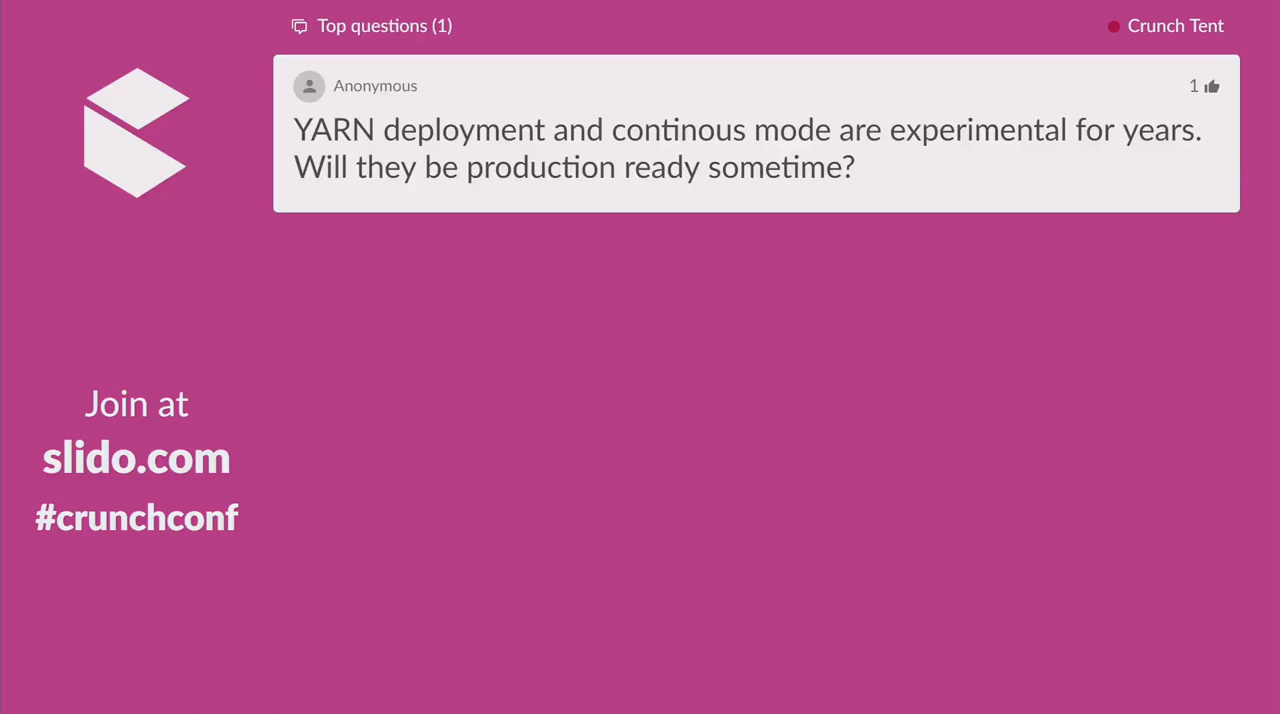 Top questions (1)
Crunch Tent
Anonymous
1
YARN deployment and continous mode are experimental for years.
Will they be production ready sometime?
Join at
slido.com
#crunchconf